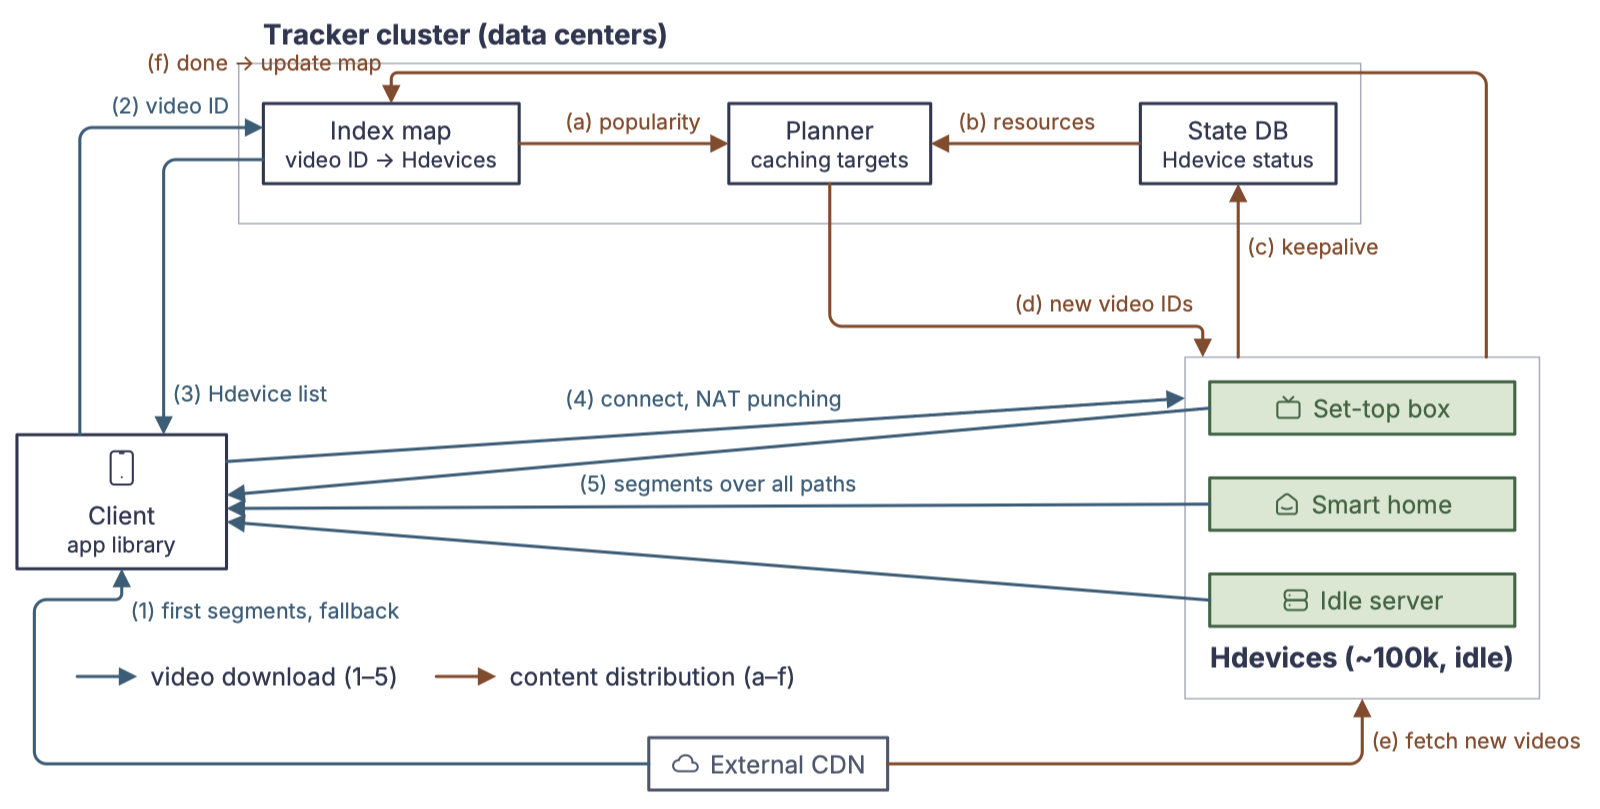 Tracker cluster (data centers)
(f) done → update map
(2) video ID
Index map
video ID → Hdevices
(a) popularity
Planner
caching targets
(b) resources
State DB
Hdevice status
(c) keepalive
(d) new video IDs
(3) Hdevice list
(4) connect, NAT punching
Set-top box
(5) segments over all paths
Smart home
Client
app library
Idle server
(1) first segments, fallback
Hdevices (~100k, idle)
video download (1–5)
content distribution (a–f)
(e) fetch new videos
External CDN